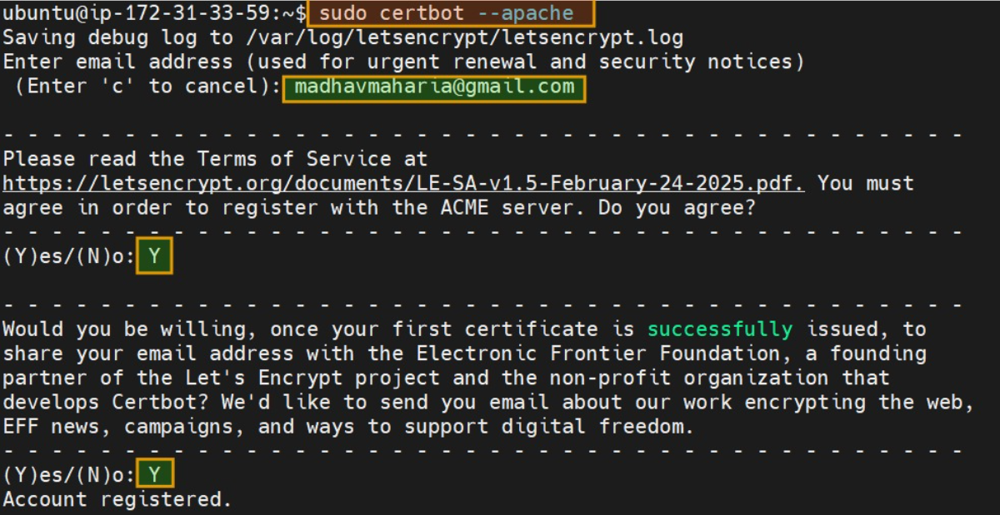 ubuntu@ip-172-31-33-59:~$ sudo certbot --apache
Saving debug log to /var/log/letsencrypt/letsencrypt.log
Enter email address (used for urgent renewal and security notices)
 (Enter 'c' to cancel): madhavmaharia@gmail.com
- - - - - - - - - - - - - - - - - - - - - - - - - - - - - - - - - - - - - - - -
Please read the Terms of Service at
https://letsencrypt.org/documents/LE-SA-v1.5-February-24-2025.pdf. You must
agree in order to register with the ACME server. Do you agree?
- - - - - - - - - - - - - - - - - - - - - - - - - - - - - - - - - - - - - - - -
(Y)es/(N)o: Y
- - - - - - - - - - - - - - - - - - - - - - - - - - - - - - - - - - - - - - - -
Would you be willing, once your first certificate is successfully issued, to
share your email address with the Electronic Frontier Foundation, a founding
partner of the Let's Encrypt project and the non-profit organization that
develops Certbot? We'd like to send you email about our work encrypting the web,
EFF news, campaigns, and ways to support digital freedom.
- - - - - - - - - - - - - - - - - - - - - - - - - - - - - - - - - - - - - - - -
(Y)es/(N)o: Y
Account registered.